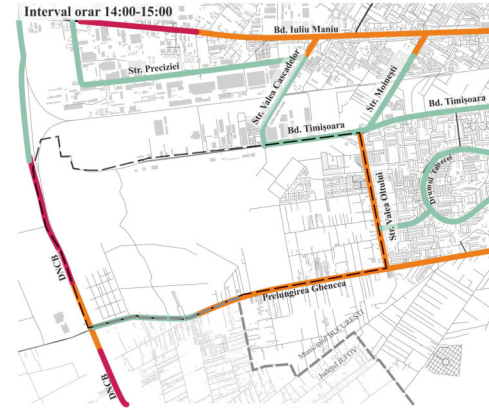 Interval orar 14:00-15:00
Bd. Iuliu Maniu
Str. Preciziei
Str. Valea Cascadelor
Str. Moinești
Bd. Timișoara
Bd. Timișoara
Drumul Taberei
Str. Valea Oltului
DNCB
Prelungirea Ghencea
Municipiul BUCUREȘTI
Județul ILFOV
DNCB